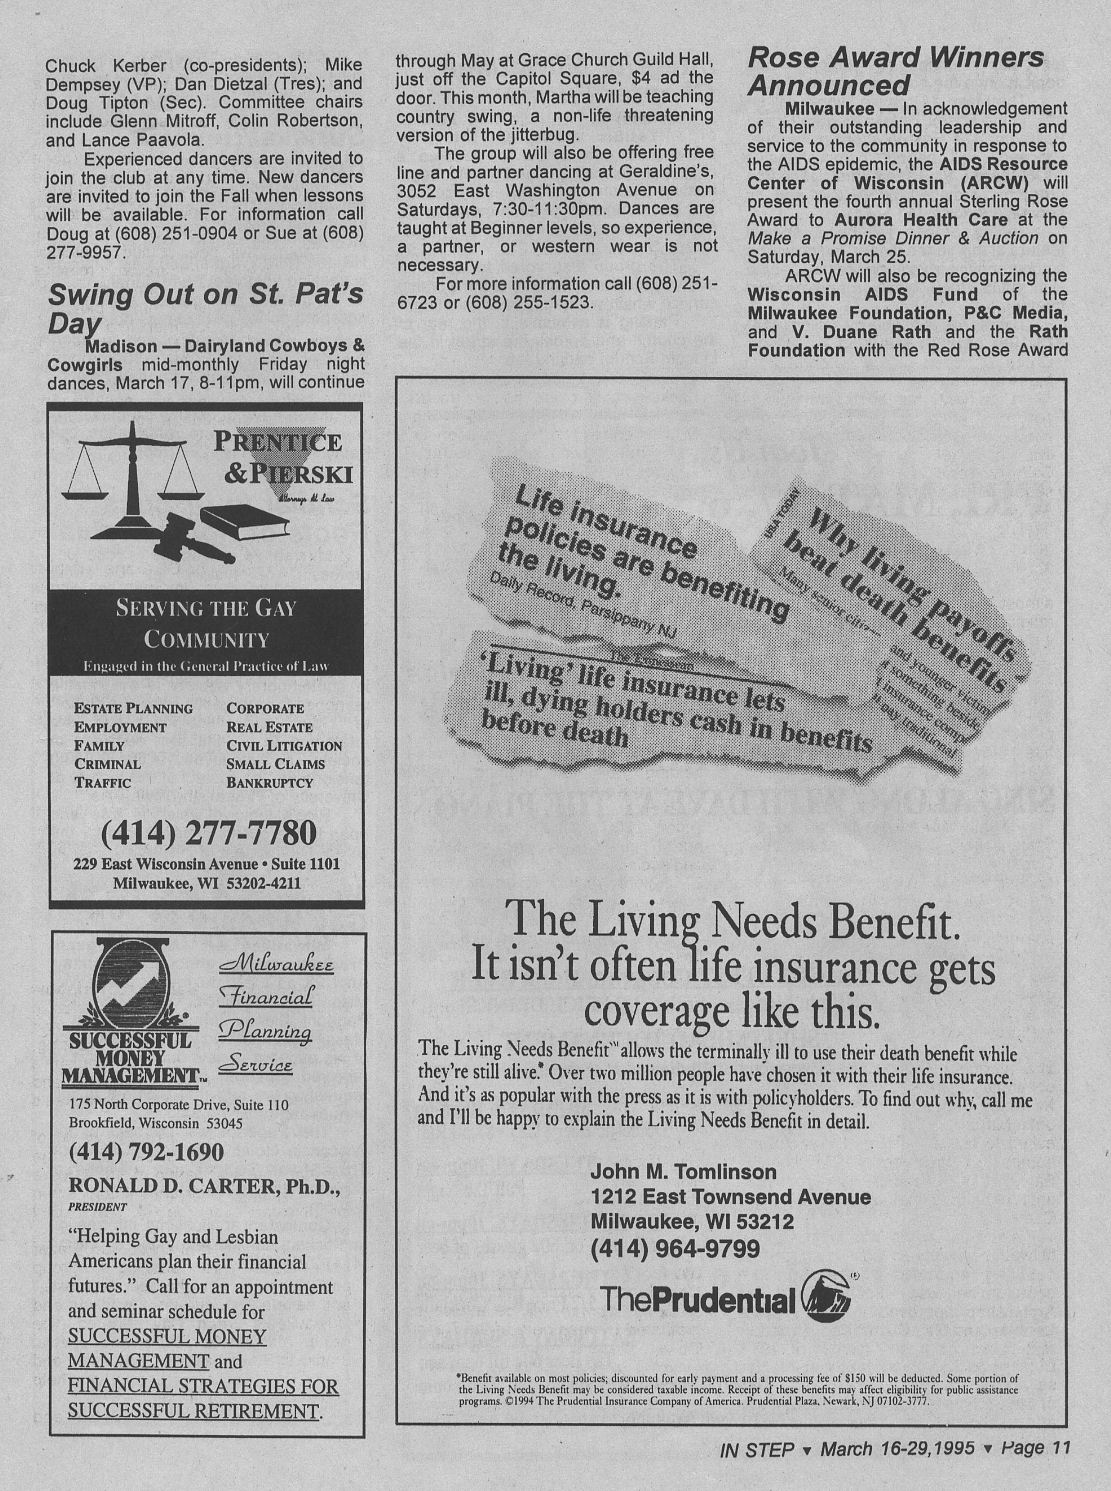 Chuck Kerber (co-presidents); Mike
Dempsey (VP); Dan Dietzal (Tres); and
Doug Tipton (Sec). Committee chairs
include Glenn Mitroff, Colin Robertson,
and Lance Paavola.
Experienced dancers are invited to
join the club at any time. New dancers
are invited to join the Fall when lessons
will be available. For information call
Doug at (608) 251-0904 or Sue at (608)
277-9957.
Swing Out on St. Pat's
Day
Madison — Dairyland Cowboys &
Cowgirls mid-monthly Friday night
dances, March 17, 8-11pm, will continue
through May at Grace Church Guild Hall,
just off the Capitol Square, $4 ad the
door. This month, Martha will be teaching
country swing, a non-life threatening
version of the jitterbug.
The group will also be offering free
line and partner dancing at Geraldine's,
3052 East Washington Avenue on
Saturdays, 7:30-11:30pm. Dances are
taught at Beginner levels, so experience,
a partner, or western wear is not
necessary.
For more information call (608) 251-
6723 or (608) 255-1523.
Rose Award Winners
Announced
Milwaukee — In acknowledgement
of their outstanding leadership and
service to the community in response to
the AIDS epidemic, the AIDS Resource
Center of Wisconsin (ARCW) will
present the fourth annual Sterling Rose
Award to Aurora Health Care at the
Make a Promise Dinner & Auction on
Saturday, March 25.
ARCW will also be recognizing the
Wisconsin AIDS Fund of the
Milwaukee Foundation, P&C Media,
and V. Duane Rath and the Rath
Foundation with the Red Rose Award
PRENTICE
& PIERSKI
Attorneys At Law
SERVING THE GAY
COMMUNITY
Engaged in the General Practice of Law
ESTATE PLANNING
EMPLOYMENT
FAMILY
CRIMINAL
TRAFFIC
CORPORATE
REAL ESTATE
CIVIL LITIGATION
SMALL CLAIMS
BANKRUPTCY
(414) 277-7780
229 East Wisconsin Avenue • Suite 1101
Milwaukee, WI 53202-4211
SUCCESSFUL
MONEY
MANAGEMENT™
Milwaukee
Financial
Planning
Service
175 North Corporate Drive, Suite 110
Brookfield, Wisconsin 53045
(414) 792-1690
RONALD D. CARTER, Ph.D.,
PRESIDENT
"Helping Gay and Lesbian
Americans plan their financial
futures." Call for an appointment
and seminar schedule for
SUCCESSFUL MONEY
MANAGEMENT and
FINANCIAL STRATEGIES FOR
SUCCESSFUL RETIREMENT.
Life insurance
policies are benefiting
the living.
Daily Record, Parsippany NJ
USA TODAY
Why living payoffs
beat death benefits
Many senior citize
and younger victim
something beside
insurance comp
pay traditional
'Living' life insurance lets
ill, dying holders cash in benefits
before death
The Living Needs Benefit.
It isn't often life insurance gets
coverage like this.
The Living Needs Benefit℠ allows the terminally ill to use their death benefit while
they're still alive.* Over two million people have chosen it with their life insurance.
And it's as popular with the press as it is with policyholders. To find out why, call me
and I'll be happy to explain the Living Needs Benefit in detail.
John M. Tomlinson
1212 East Townsend Avenue
Milwaukee, WI 53212
(414) 964-9799
ThePrudential ®
*Benefit available on most policies; discounted for early payment and a processing fee of $150 will be deducted. Some portion of
the Living Needs Benefit may be considered taxable income. Receipt of these benefits may affect eligibility for public assistance
programs. ©1994 The Prudential Insurance Company of America. Prudential Plaza, Newark, NJ 07102-3777.
IN STEP ▼ March 16-29,1995 ▼ Page 11